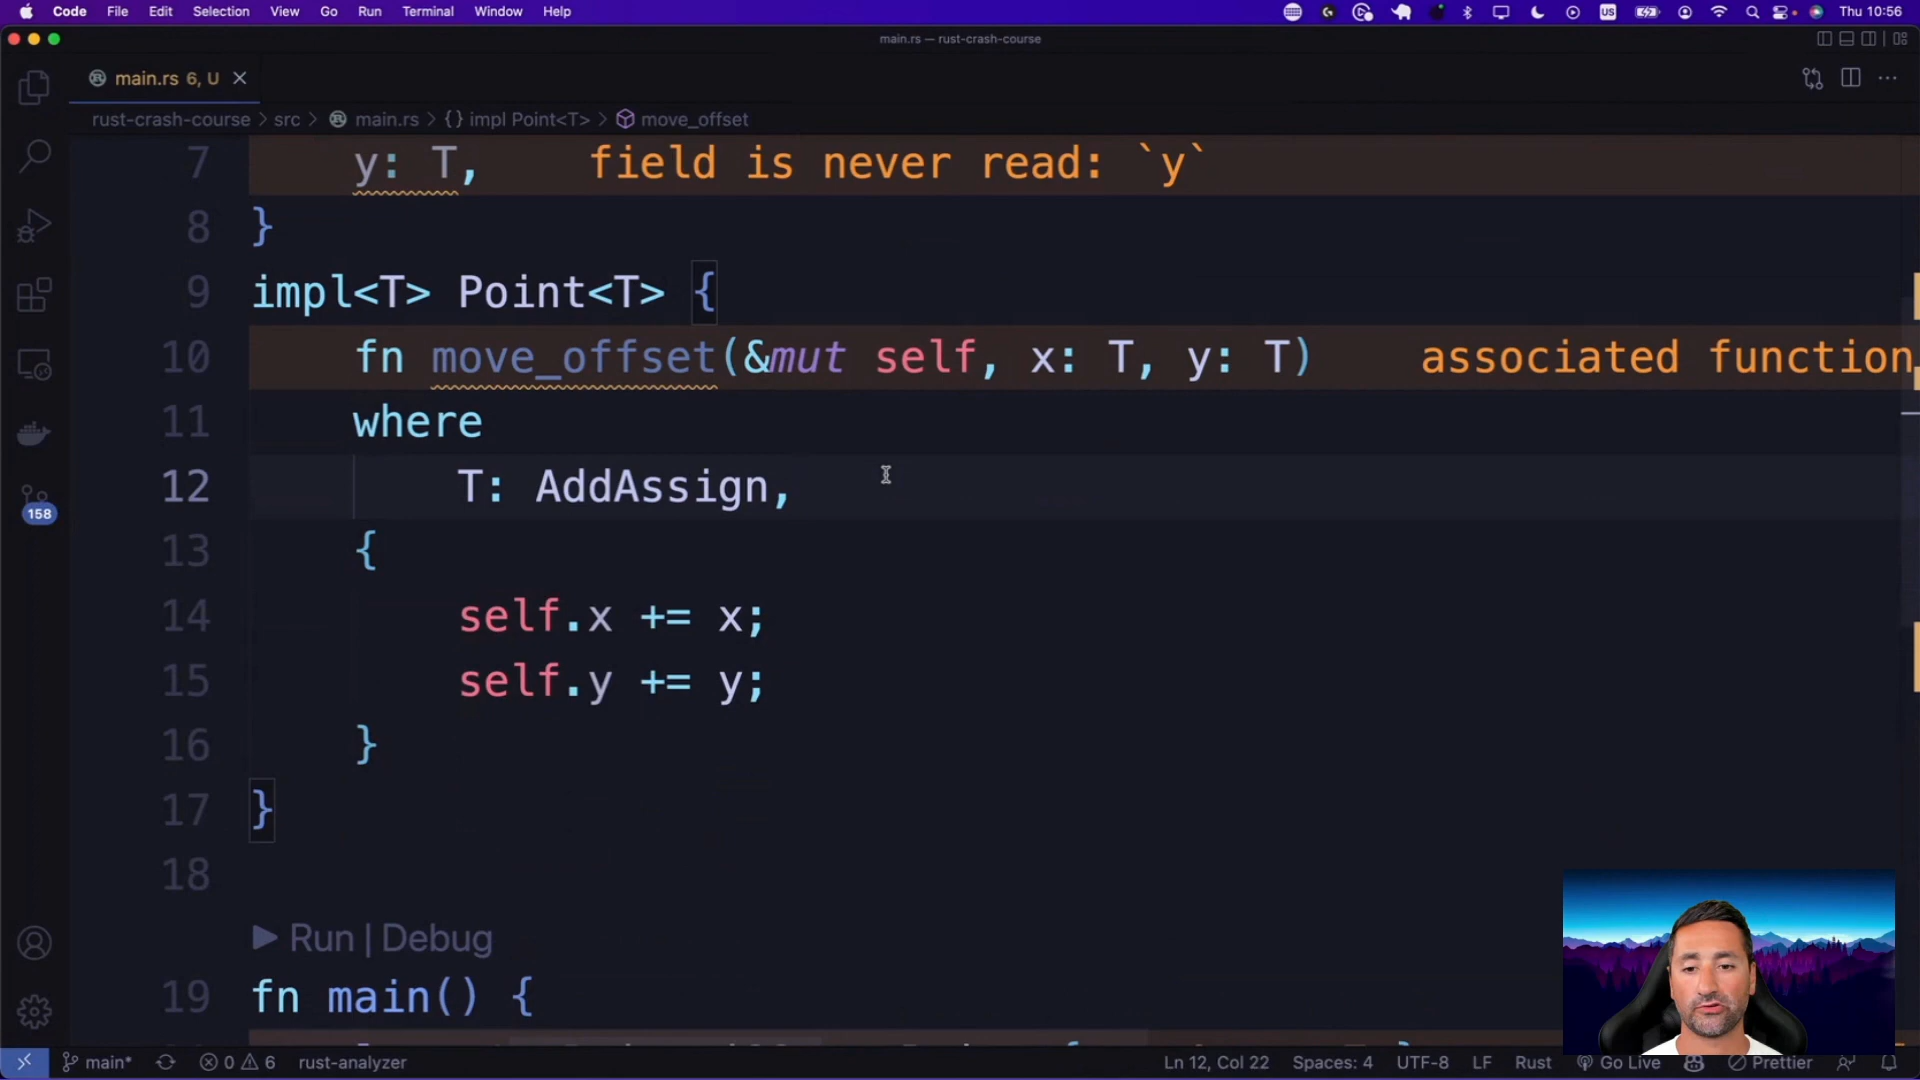 Code File Edit Selection View Go Run Terminal Window Help US Thu 10:56
main.rs — rust-crash-course
main.rs 6, U
rust-crash-course > src > main.rs > {} impl Point<T> > move_offset
7 y: T, field is never read: `y`
8 }
9 impl<T> Point<T> {
10 fn move_offset(&mut self, x: T, y: T) associated function
11 where
12 T: AddAssign,
13 {
14 self.x += x;
15 self.y += y;
16 }
17 }
18
Run | Debug
19 fn main() {
158
main* 0 6 rust-analyzer Ln 12, Col 22 Spaces: 4 UTF-8 LF Rust Go Live Prettier